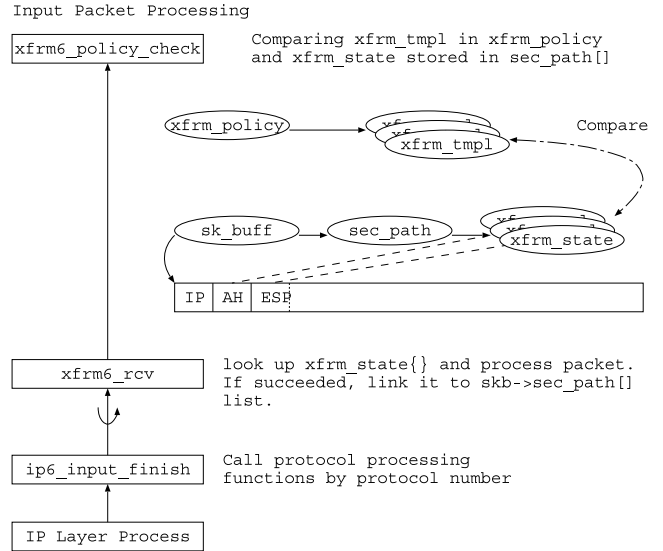 Input Packet Processing
xfrm6_policy_check
Comparing xfrm_tmpl in xfrm_policy
and xfrm_state stored in sec_path[]
xfrm_policy
xfrm_tmpl
Compare
sk_buff
sec_path
xfrm_state
IP AH ESP
xfrm6_rcv
look up xfrm_state{} and process packet.
If succeeded, link it to skb->sec_path[]
list.
ip6_input_finish
Call protocol processing
functions by protocol number
IP Layer Process